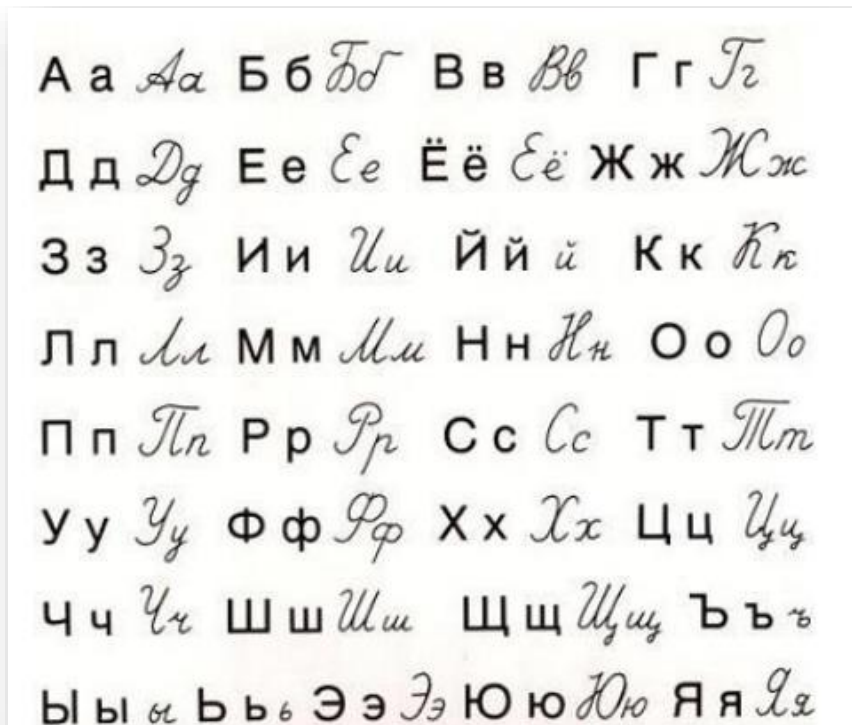 А а Аа Б б Бб В в Вв Г г Гг
Д д Дд Е е Ее Ё ё Ёё Ж ж Жж
З з Зз И и Ии Й й й К к Кк
Л л Лл М м Мм Н н Нн О о Оо
П п Пп Р р Рр С с Сс Т т Тт
У у Уу Ф ф Фф Х х Хх Ц ц Цц
Ч ч Чч Ш ш Шш Щ щ Щщ Ъ ъ ъ
Ы ы ы Ь ь ь Э э Ээ Ю ю Юю Я я Яя